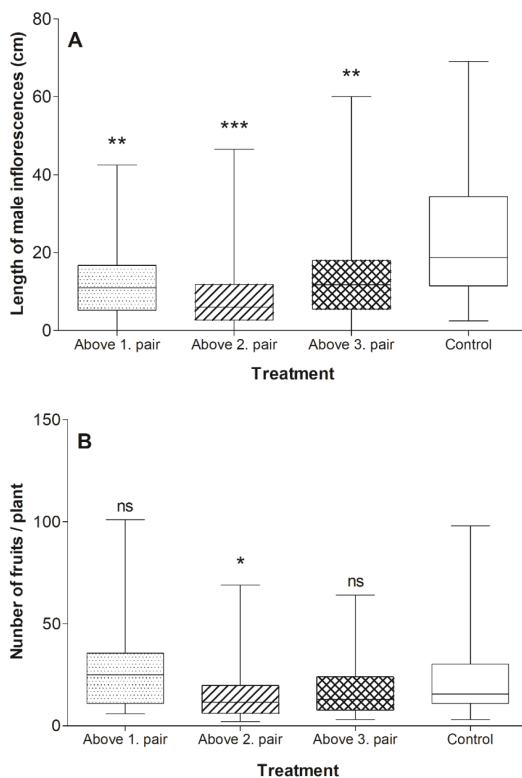 A
Length of male inflorescences (cm)
80
60
40
20
0
**
***
**
Above 1. pair
Above 2. pair
Above 3. pair
Control
Treatment
B
Nunber of fruits / plant
150
100
50
0
ns
*
ns
Above 1. pair
Above 2. pair
Above 3. pair
Control
Treatment